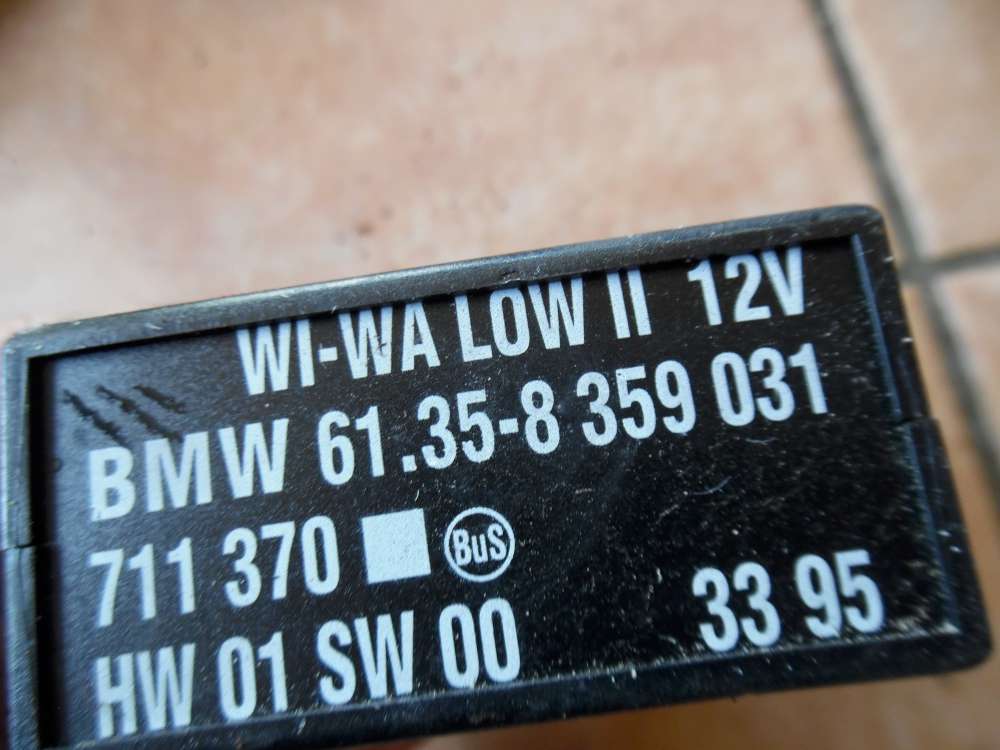 WI-WA LOW II 12V
BMW 61.35-8 359 031
711 370 BuS
HW 01 SW 00 33 95